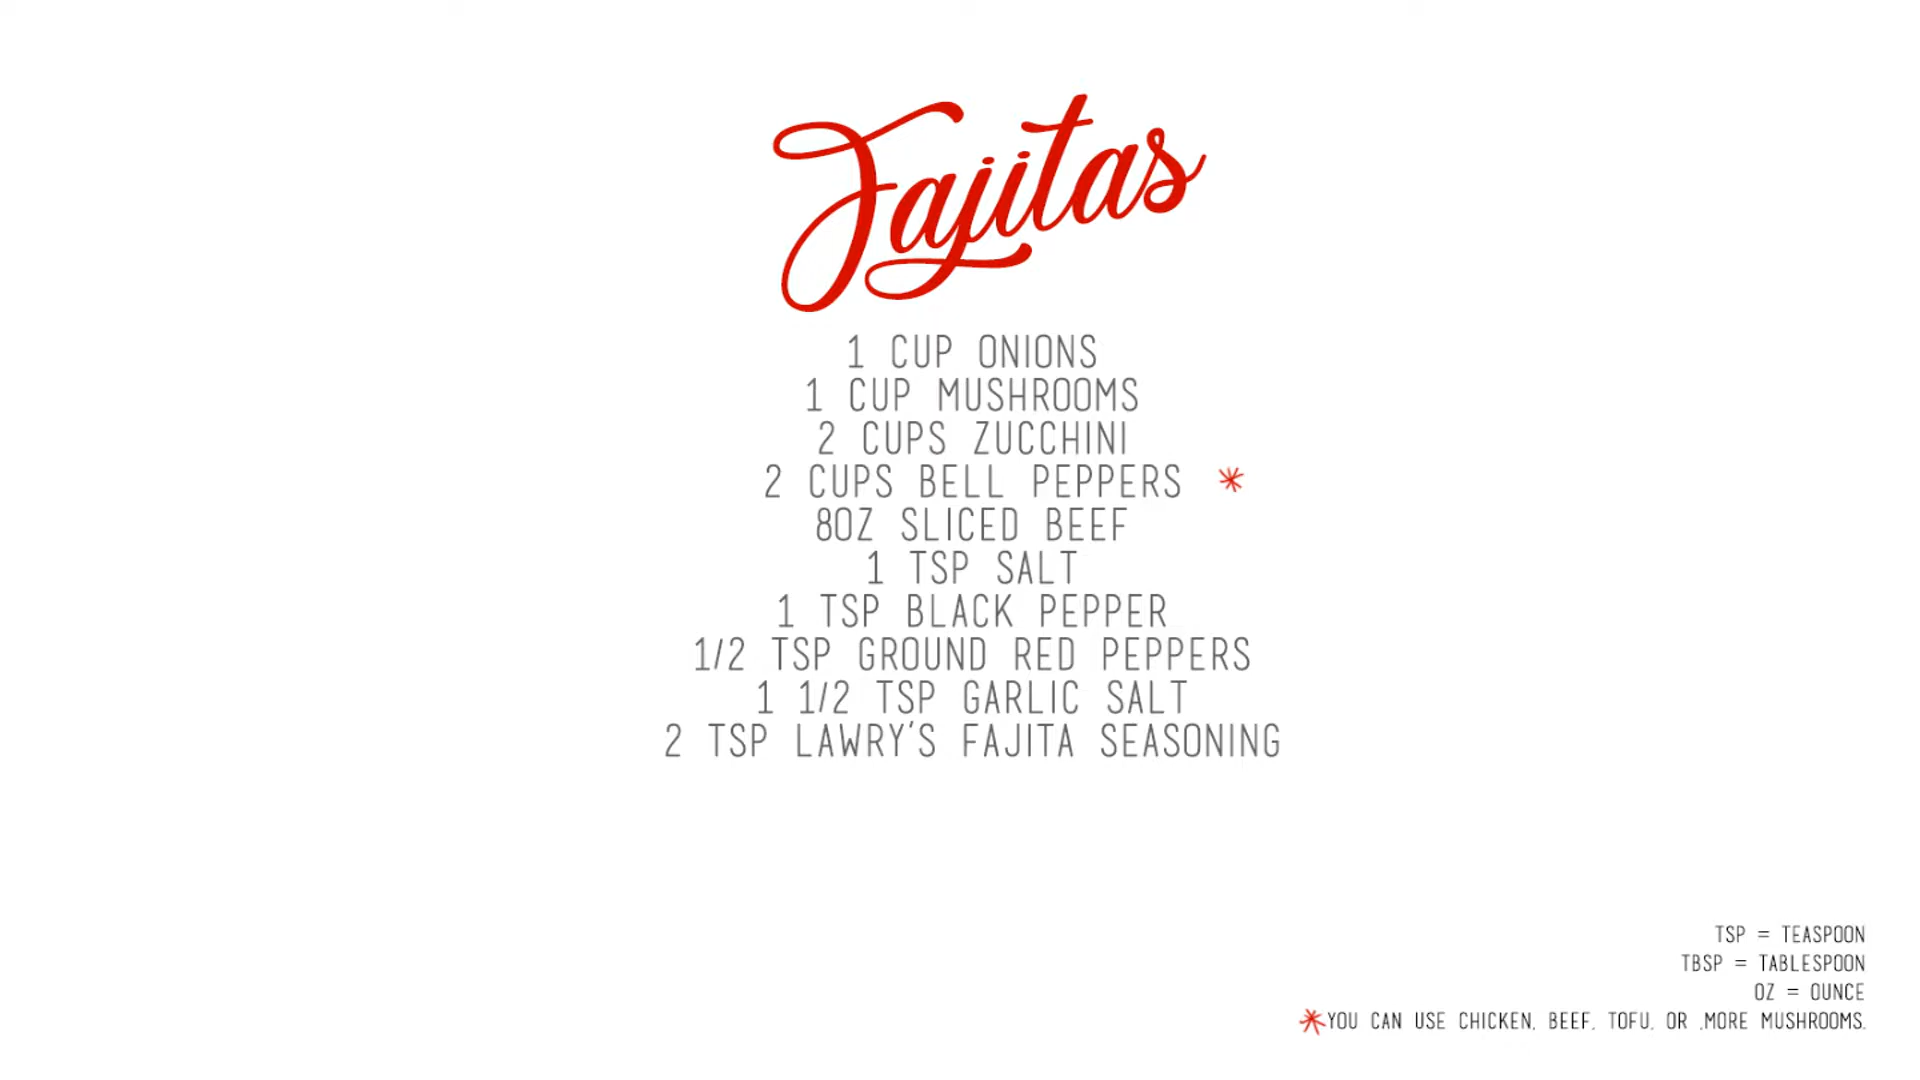 Fajitas
1 CUP ONIONS
1 CUP MUSHROOMS
2 CUPS ZUCCHINI
2 CUPS BELL PEPPERS *
8OZ SLICED BEEF
1 TSP SALT
1 TSP BLACK PEPPER
1/2 TSP GROUND RED PEPPERS
1 1/2 TSP GARLIC SALT
2 TSP LAWRY'S FAJITA SEASONING
TSP = TEASPOON
TBSP = TABLESPOON
OZ = OUNCE
*YOU CAN USE CHICKEN, BEEF, TOFU, OR ,MORE MUSHROOMS.